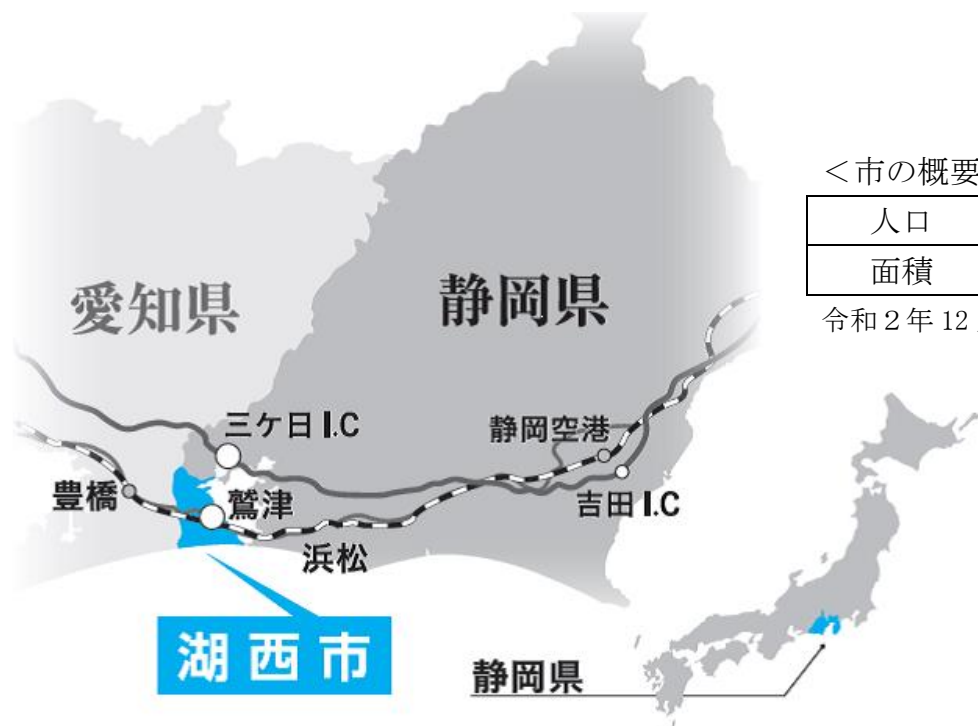 <市の概要
人口
面積
令和２年 12
愛知県
静岡県
三ケ日 I.C
静岡空港
豊橋
鷲津
吉田 I.C
浜松
湖西市
静岡県